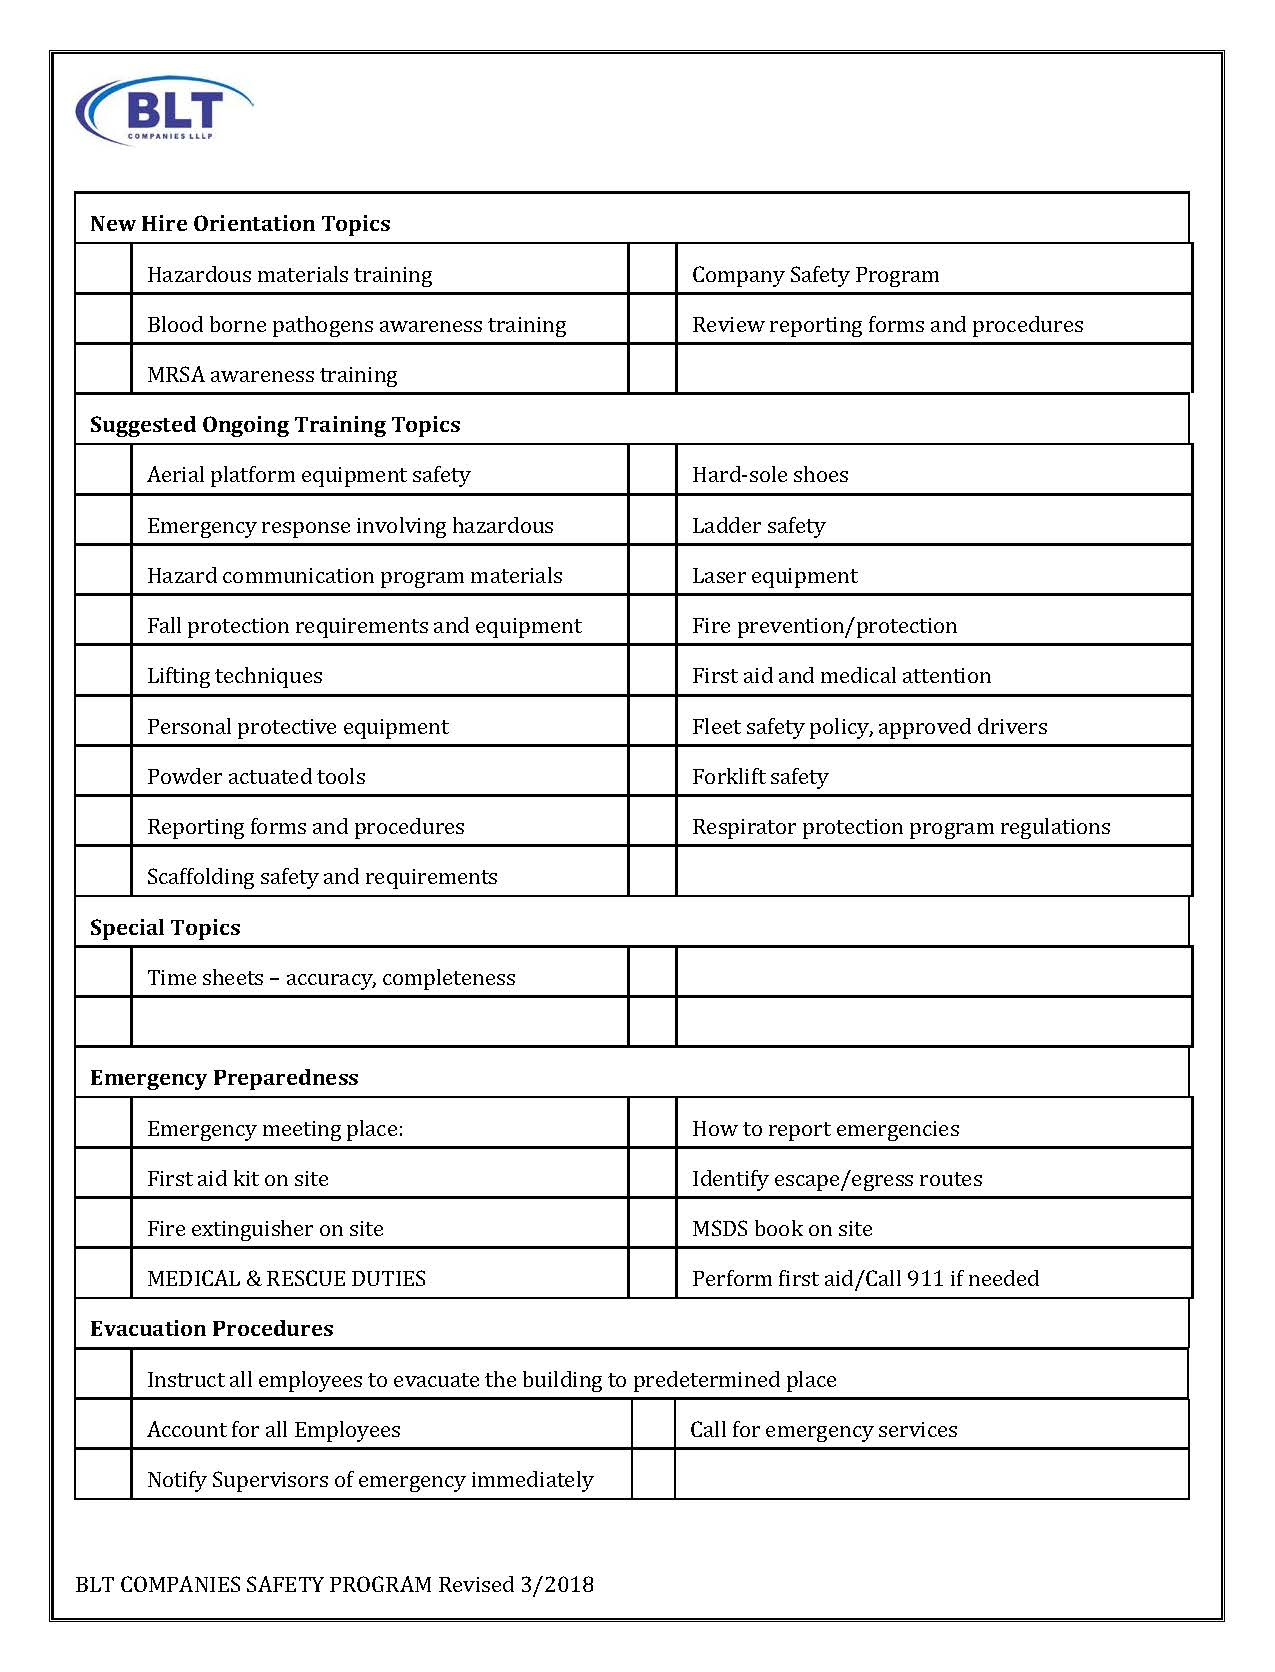 BLT
COMPANIES LLLP
New Hire Orientation Topics
Hazardous materials training
Company Safety Program
Blood borne pathogens awareness training
Review reporting forms and procedures
MRSA awareness training
Suggested Ongoing Training Topics
Aerial platform equipment safety
Hard-sole shoes
Emergency response involving hazardous
Ladder safety
Hazard communication program materials
Laser equipment
Fall protection requirements and equipment
Fire prevention/protection
Lifting techniques
First aid and medical attention
Personal protective equipment
Fleet safety policy, approved drivers
Powder actuated tools
Forklift safety
Reporting forms and procedures
Respirator protection program regulations
Scaffolding safety and requirements
Special Topics
Time sheets – accuracy, completeness
Emergency Preparedness
Emergency meeting place:
How to report emergencies
First aid kit on site
Identify escape/egress routes
Fire extinguisher on site
MSDS book on site
MEDICAL & RESCUE DUTIES
Perform first aid/Call 911 if needed
Evacuation Procedures
Instruct all employees to evacuate the building to predetermined place
Account for all Employees
Call for emergency services
Notify Supervisors of emergency immediately
BLT COMPANIES SAFETY PROGRAM Revised 3/2018